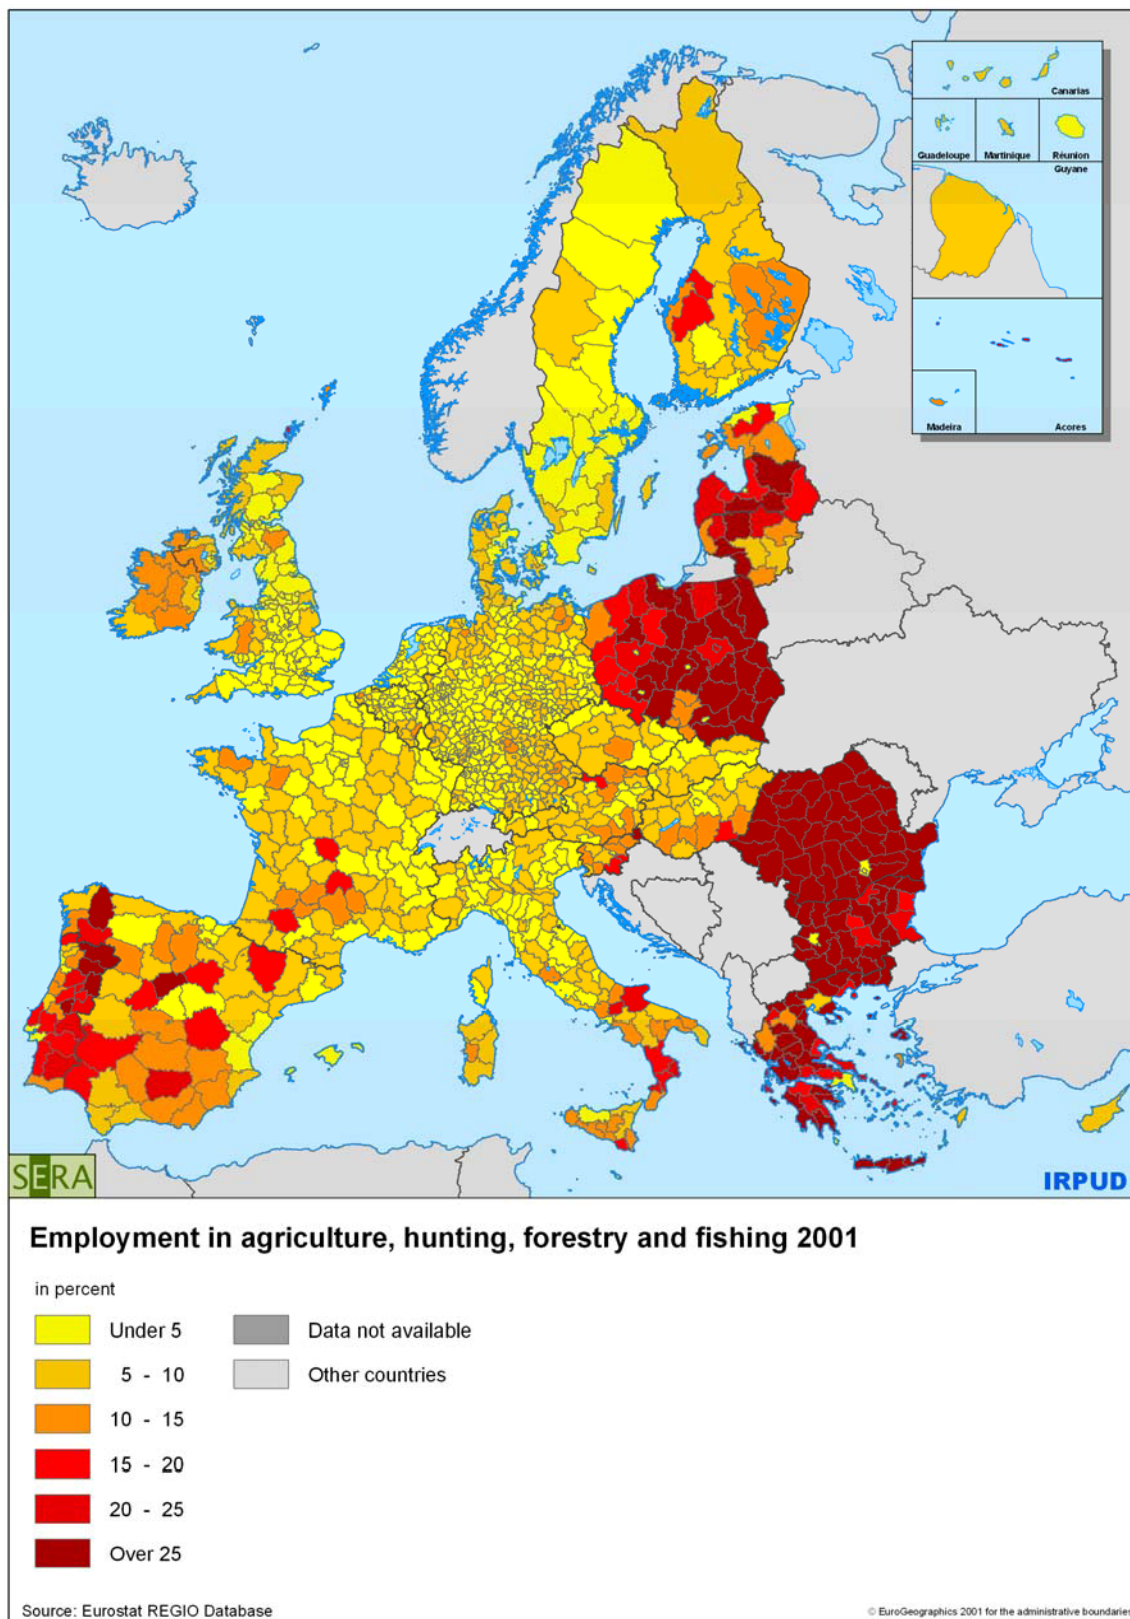 Canarias
Guadeloupe
Martinique
Réunion
Guyane
Madeira
Acores
SERA
IRPUD
Employment in agriculture, hunting, forestry and fishing 2001
in percent
Under 5
Data not available
5 - 10
Other countries
10 - 15
15 - 20
20 - 25
Over 25
Source: Eurostat REGIO Database
© EuroGeographics 2001 for the administrative boundaries